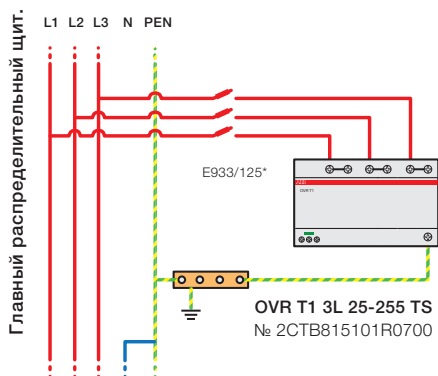 Главный распределительный щит.
L1 L2 L3 N PEN
E933/125*
OVR T1
OVR T1 3L 25-255 TS
№ 2CTB815101R0700